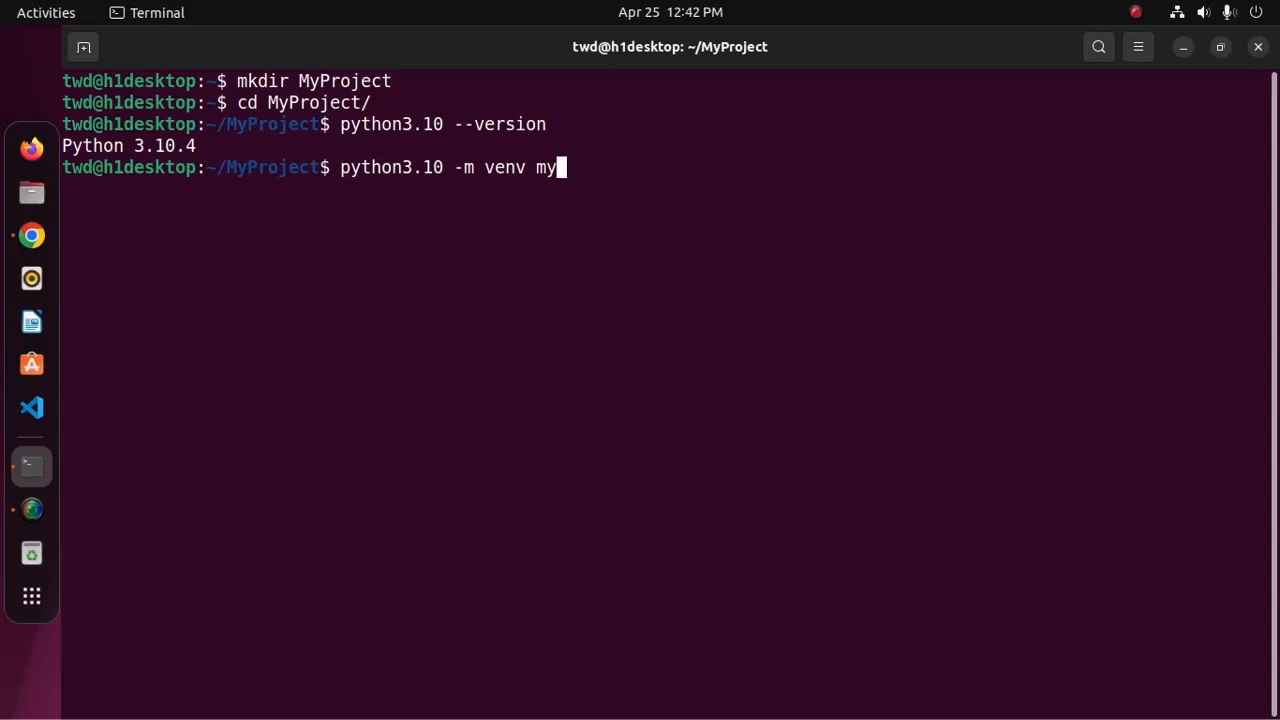 Activities Terminal Apr 25 12:42 PM
twd@h1desktop: ~/MyProject
twd@h1desktop:~$ mkdir MyProject
twd@h1desktop:~$ cd MyProject/
twd@h1desktop:~/MyProject$ python3.10 --version
Python 3.10.4
twd@h1desktop:~/MyProject$ python3.10 -m venv my